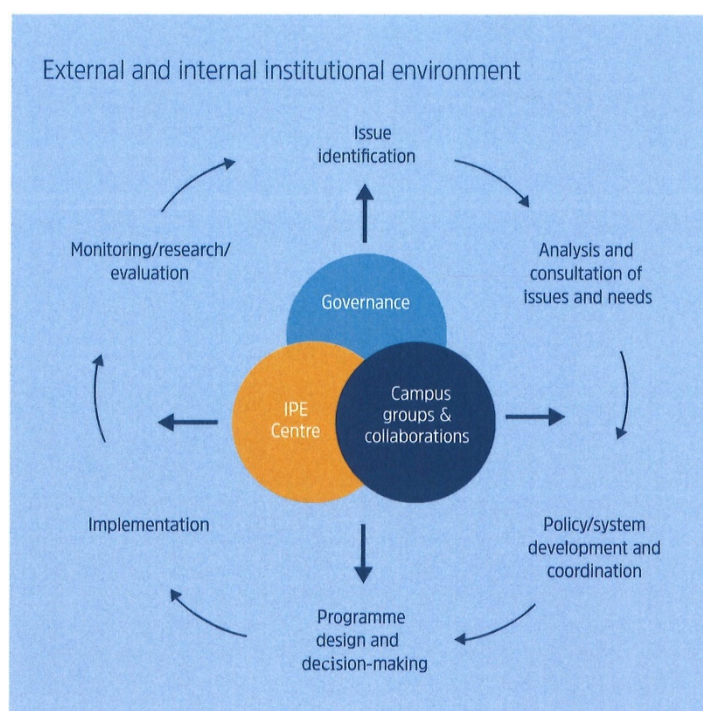 External and internal institutional environment
Issue
identification
Analysis and
consultation of
issues and needs
Policy/system
development and
coordination
Programme
design and
decision-making
Implementation
Monitoring/research/
evaluation
Governance
IPE
Centre
Campus
groups &
collaborations